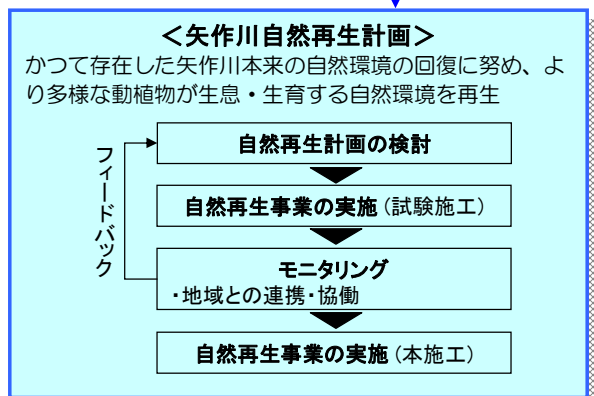 ＜矢作川自然再生計画＞
かつて存在した矢作川本来の自然環境の回復に努め、よ
り多様な動植物が生息・生育する自然環境を再生
自然再生計画の検討
フィードバック
自然再生事業の実施（試験施工）
モニタリング
・地域との連携・協働
自然再生事業の実施（本施工）